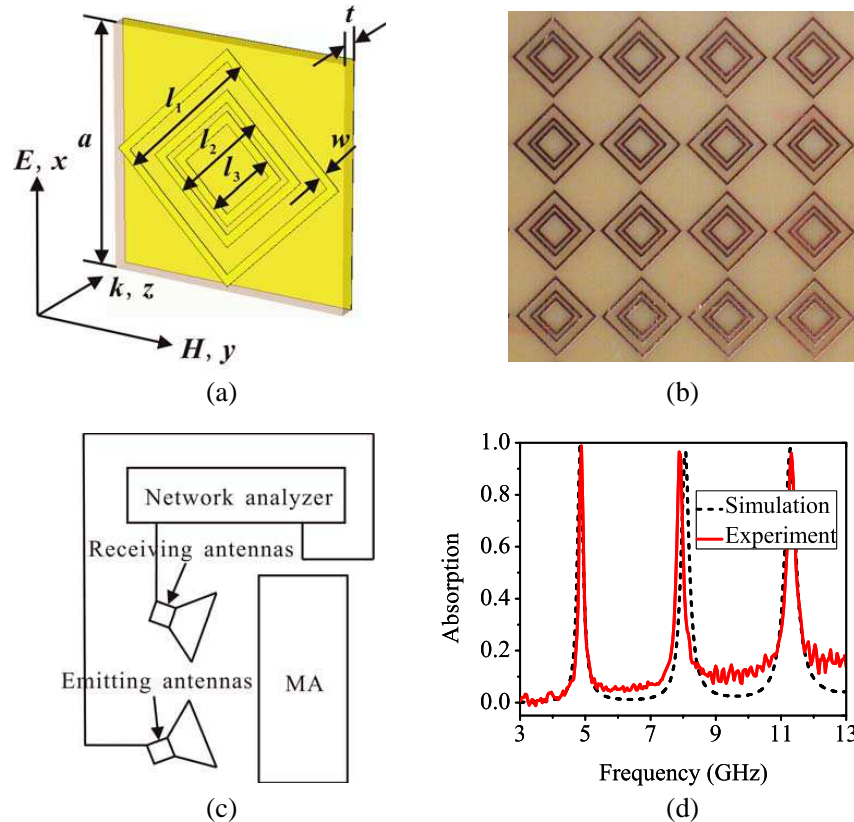 t
l1
a
l2
w
l3
E, x
k, z
H, y
(a)
(b)
Network analyzer
Receiving antennas
Emitting antennas
MA
(c)
1.0
0.8
0.6
0.4
0.2
0.0
Absorption
Simulation
Experiment
3 5 7 9 11 13
Frequency (GHz)
(d)